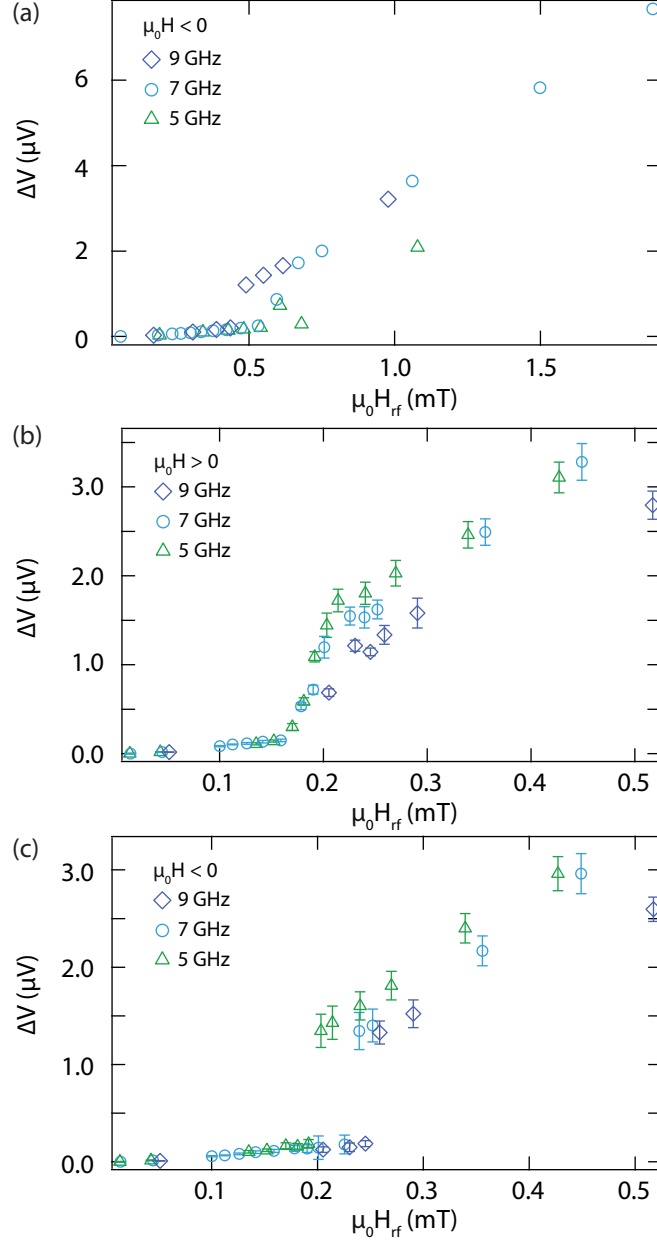 (a)
μ₀H < 0
9 GHz
7 GHz
5 GHz
ΔV (μV)
6
4
2
0
0.5
1.0
1.5
μ₀Hrf (mT)
(b)
μ₀H > 0
9 GHz
7 GHz
5 GHz
ΔV (μV)
3.0
2.0
1.0
0.0
0.1
0.2
0.3
0.4
0.5
μ₀Hrf (mT)
(c)
μ₀H < 0
9 GHz
7 GHz
5 GHz
ΔV (μV)
3.0
2.0
1.0
0.0
0.1
0.2
0.3
0.4
0.5
μ₀Hrf (mT)